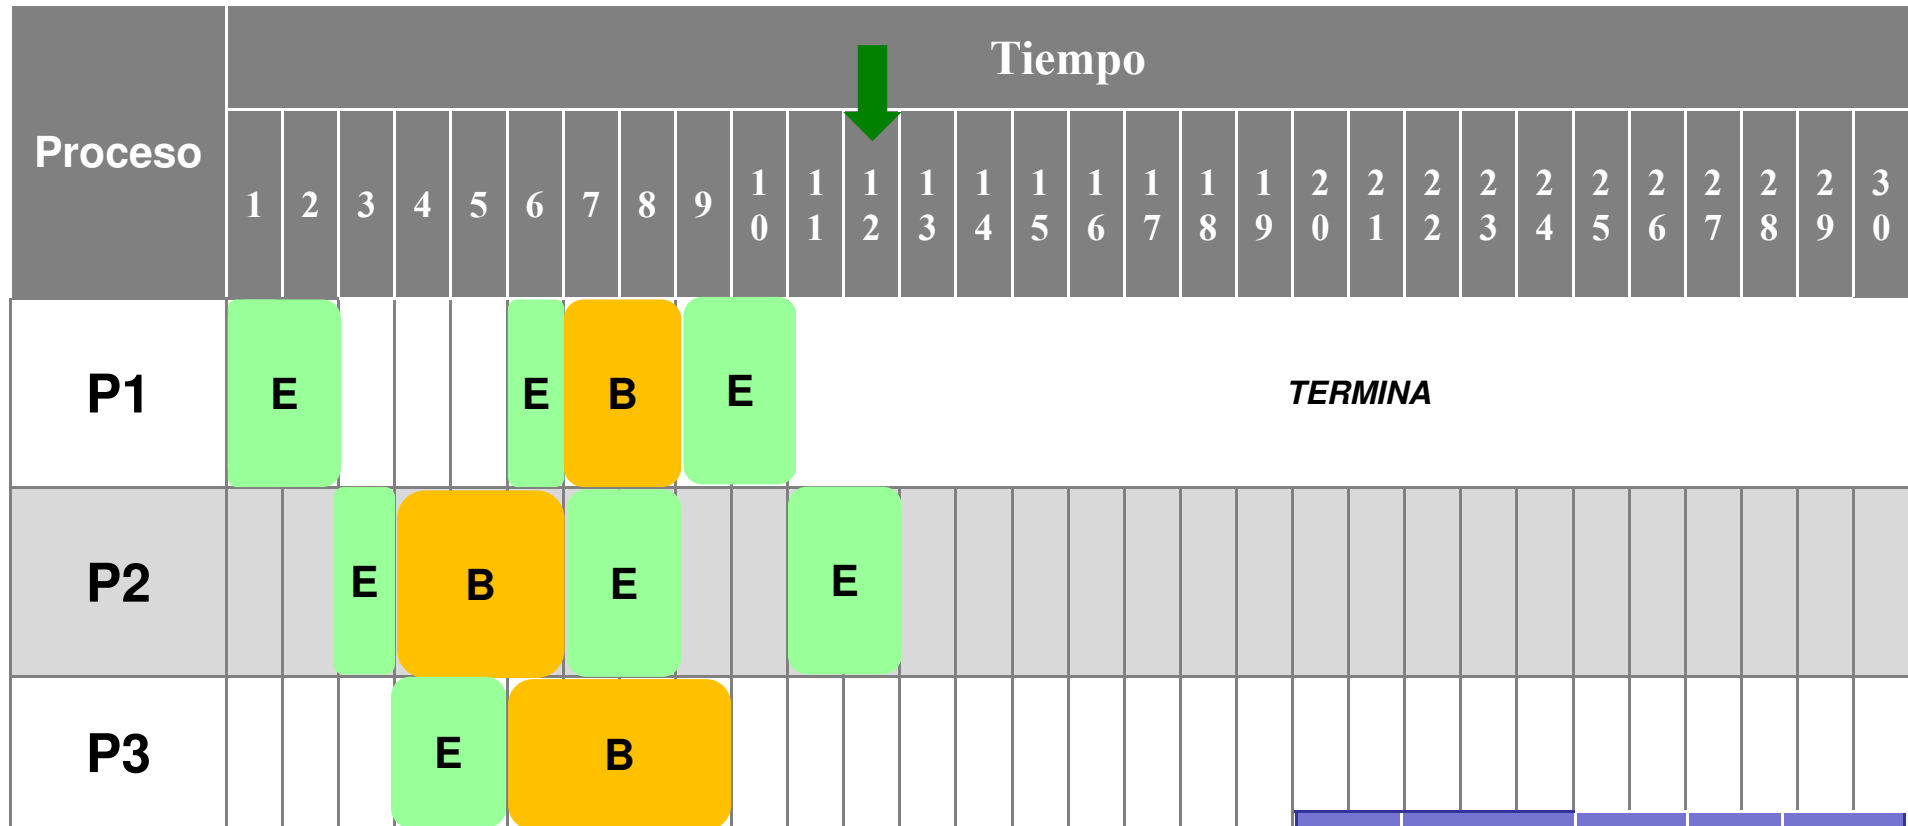 Tiempo
Proceso
1 2 3 4 5 6 7 8 9 10 11 12 13 14 15 16 17 18 19 20 21 22 23 24 25 26 27 28 29 30
P1 E E B E TERMINA
P2 E B E E
P3 E B